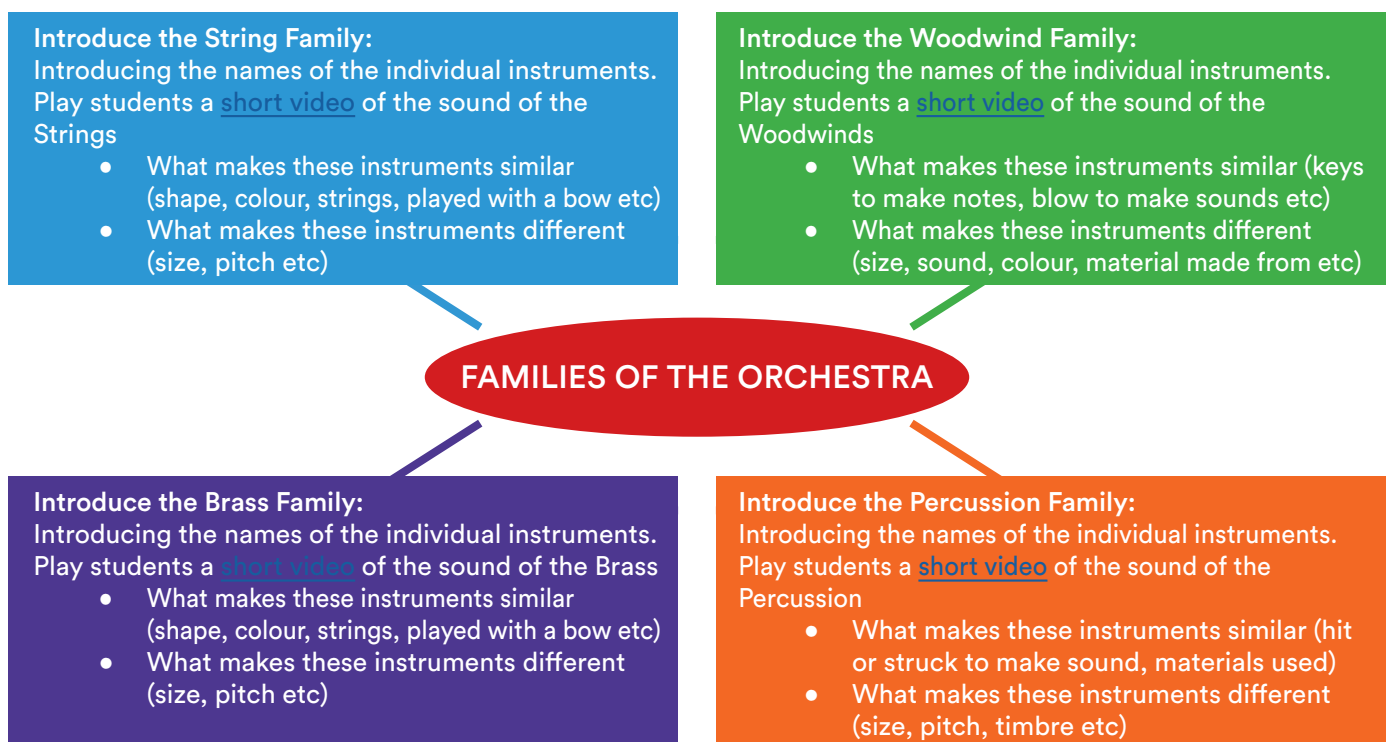 Introduce the String Family:
Introducing the names of the individual instruments.
Play students a short video of the sound of the
Strings
● What makes these instruments similar
(shape, colour, strings, played with a bow etc)
● What makes these instruments different
(size, pitch etc)
Introduce the Woodwind Family:
Introducing the names of the individual instruments.
Play students a short video of the sound of the
Woodwinds
● What makes these instruments similar (keys
to make notes, blow to make sounds etc)
● What makes these instruments different
(size, sound, colour, material made from etc)
FAMILIES OF THE ORCHESTRA
Introduce the Brass Family:
Introducing the names of the individual instruments.
Play students a short video of the sound of the Brass
● What makes these instruments similar
(shape, colour, strings, played with a bow etc)
● What makes these instruments different
(size, pitch etc)
Introduce the Percussion Family:
Introducing the names of the individual instruments.
Play students a short video of the sound of the
Percussion
● What makes these instruments similar (hit
or struck to make sound, materials used)
● What makes these instruments different
(size, pitch, timbre etc)